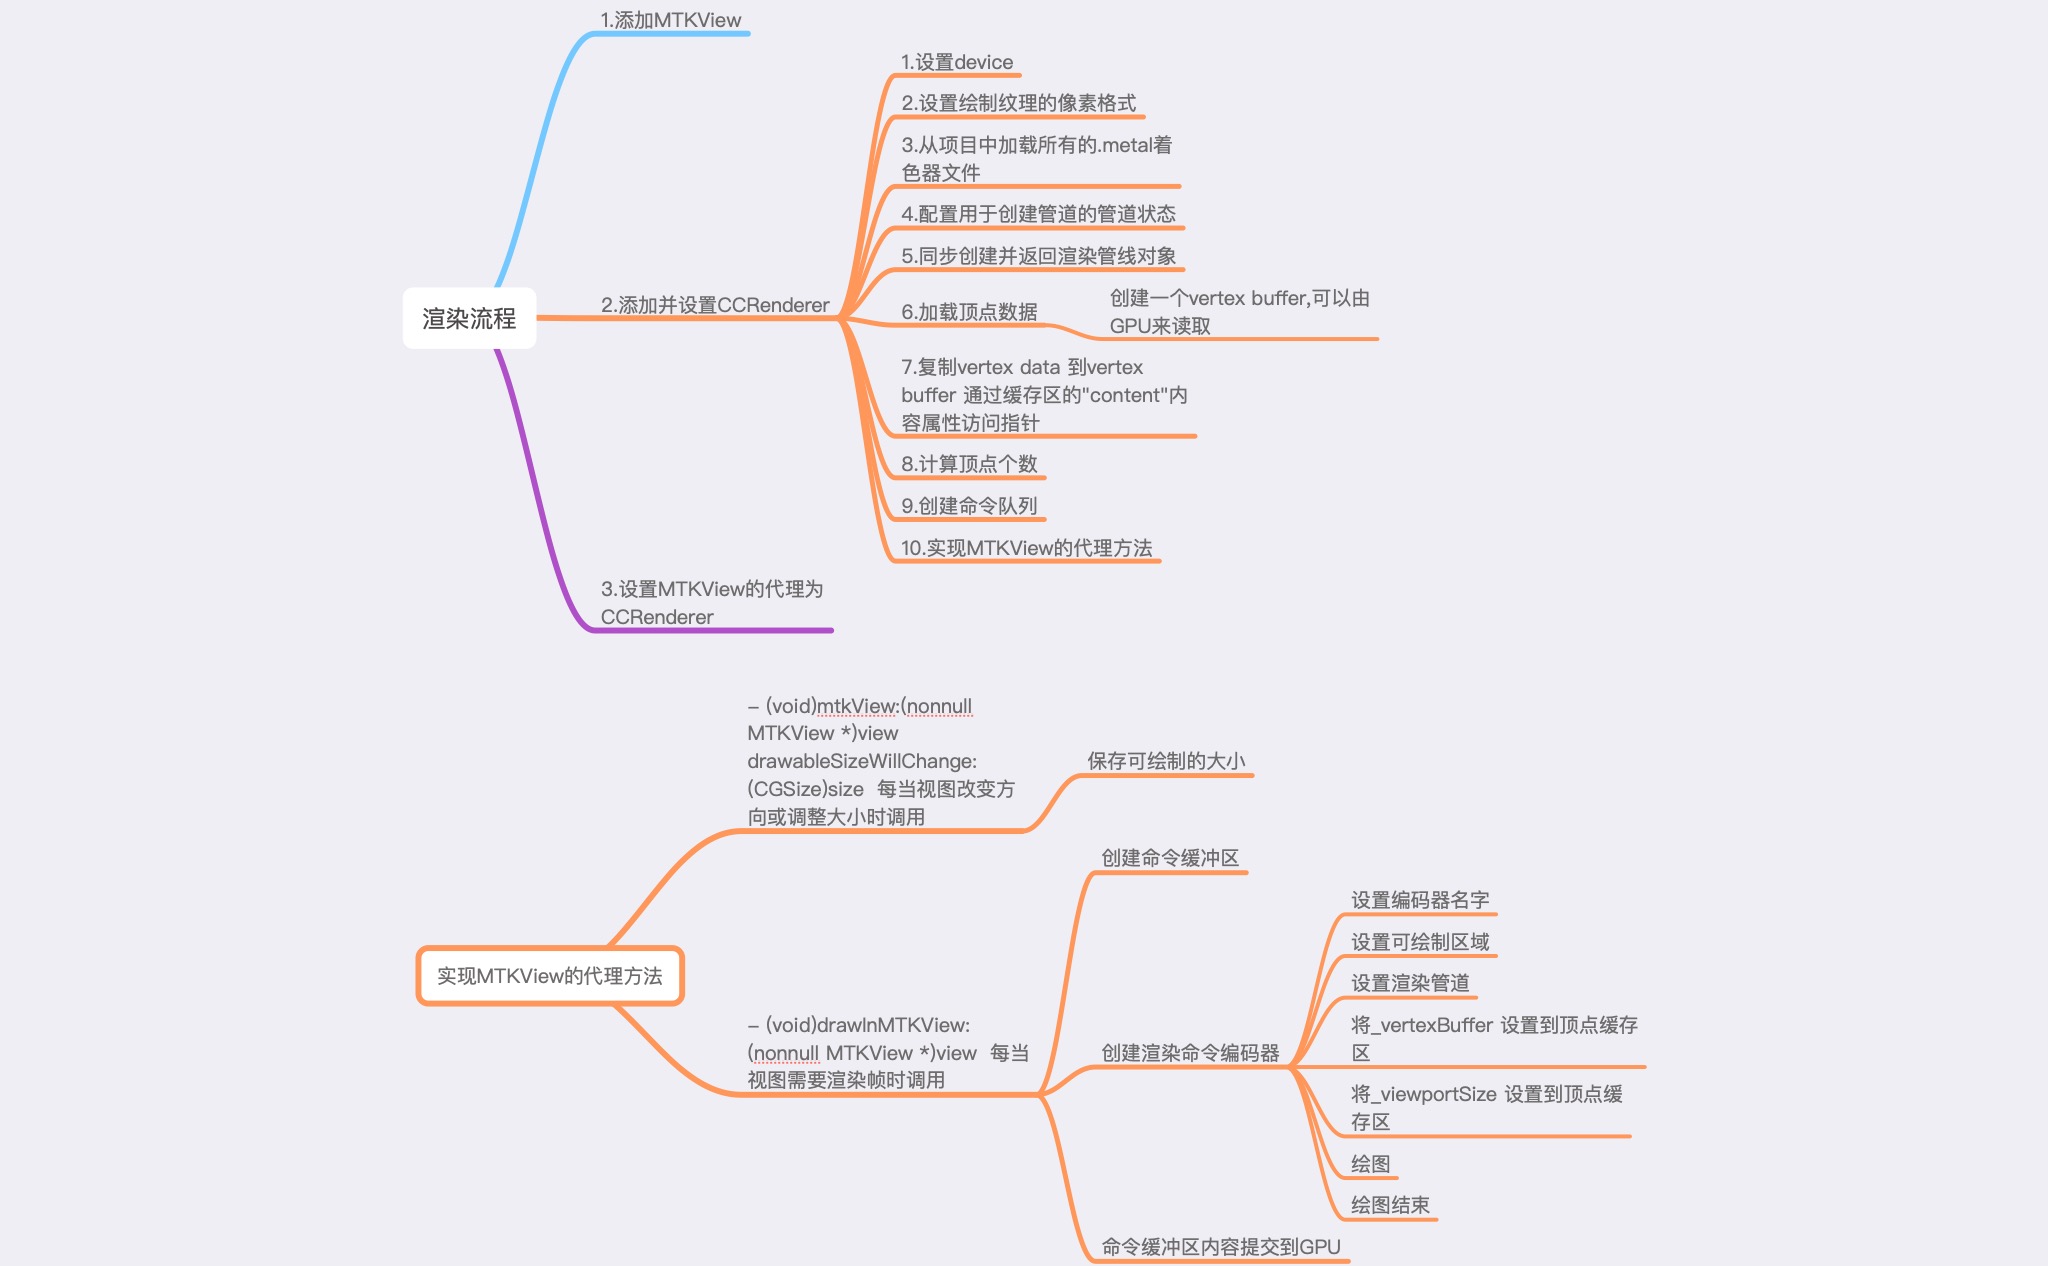 1.添加MTKView
1.设置device
2.设置绘制纹理的像素格式
3.从项目中加载所有的.metal着
色器文件
4.配置用于创建管道的管道状态
5.同步创建并返回渲染管线对象
渲染流程
2.添加并设置CCRenderer
6.加载顶点数据
创建一个vertex buffer,可以由
GPU来读取
7.复制vertex data 到vertex
buffer 通过缓存区的"content"内
容属性访问指针
8.计算顶点个数
9.创建命令队列
10.实现MTKView的代理方法
3.设置MTKView的代理为
CCRenderer
- (void)mtkView:(nonnull
MTKView *)view
drawableSizeWillChange:
(CGSize)size 每当视图改变方
向或调整大小时调用
保存可绘制的大小
实现MTKView的代理方法
- (void)drawInMTKView:
(nonnull MTKView *)view 每当
视图需要渲染帧时调用
创建命令缓冲区
创建渲染命令编码器
设置编码器名字
设置可绘制区域
设置渲染管道
将_vertexBuffer 设置到顶点缓存
区
将_viewportSize 设置到顶点缓
存区
绘图
绘图结束
命令缓冲区内容提交到GPU